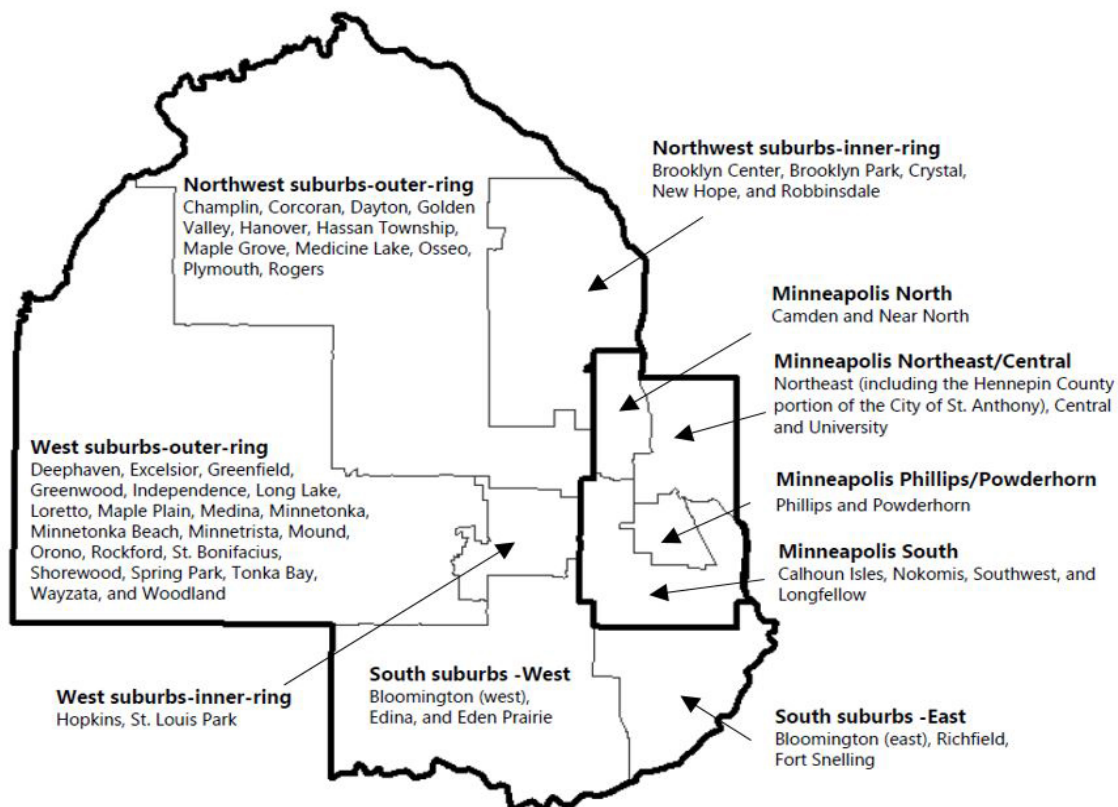 Northwest suburbs-inner-ring
Brooklyn Center, Brooklyn Park, Crystal,
New Hope, and Robbinsdale
Northwest suburbs-outer-ring
Champlin, Corcoran, Dayton, Golden
Valley, Hanover, Hassan Township,
Maple Grove, Medicine Lake, Osseo,
Plymouth, Rogers
Minneapolis North
Camden and Near North
Minneapolis Northeast/Central
Northeast (including the Hennepin County
portion of the City of St. Anthony), Central
and University
West suburbs-outer-ring
Deephaven, Excelsior, Greenfield,
Greenwood, Independence, Long Lake,
Loretto, Maple Plain, Medina, Minnetonka,
Minnetonka Beach, Minnetrista, Mound,
Orono, Rockford, St. Bonifacius,
Shorewood, Spring Park, Tonka Bay,
Wayzata, and Woodland
Minneapolis Phillips/Powderhorn
Phillips and Powderhorn
Minneapolis South
Calhoun Isles, Nokomis, Southwest, and
Longfellow
West suburbs-inner-ring
Hopkins, St. Louis Park
South suburbs -West
Bloomington (west),
Edina, and Eden Prairie
South suburbs -East
Bloomington (east), Richfield,
Fort Snelling